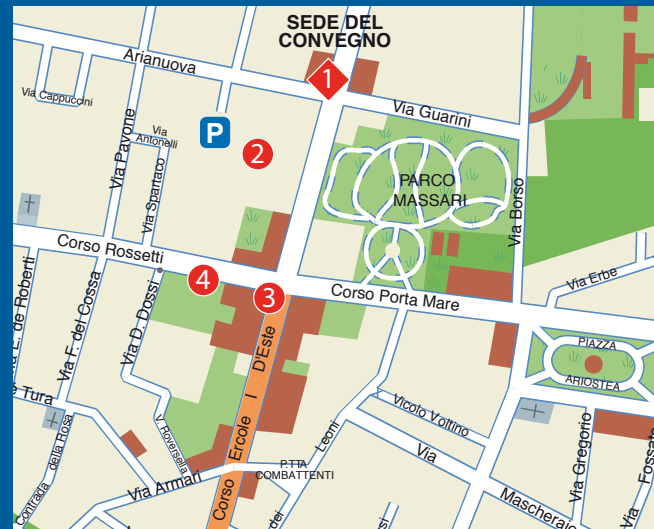 SEDE DEL
CONVEGNO
Arianuova
1
Via Cappuccini
Via Guarini
P
Via
Antonelli
2
Via Pavone
Via Spartaco
PARCO
MASSARI
Via Borso
Corso Rossetti
4
3
Corso Porta Mare
Via Erbe
de Roberti
Via F. del Cossa
Via D. Dossi
Corso Ercole I D'Este
PIAZZA
ARIOSTEA
Tura
Vicolo Voltino
Contrada della Rosa
V. Roversella
dei Leoni
Via Mascheraio
Via Gregorio
Via Fossato
P.TTA
COMBATTENTI
Via Armari